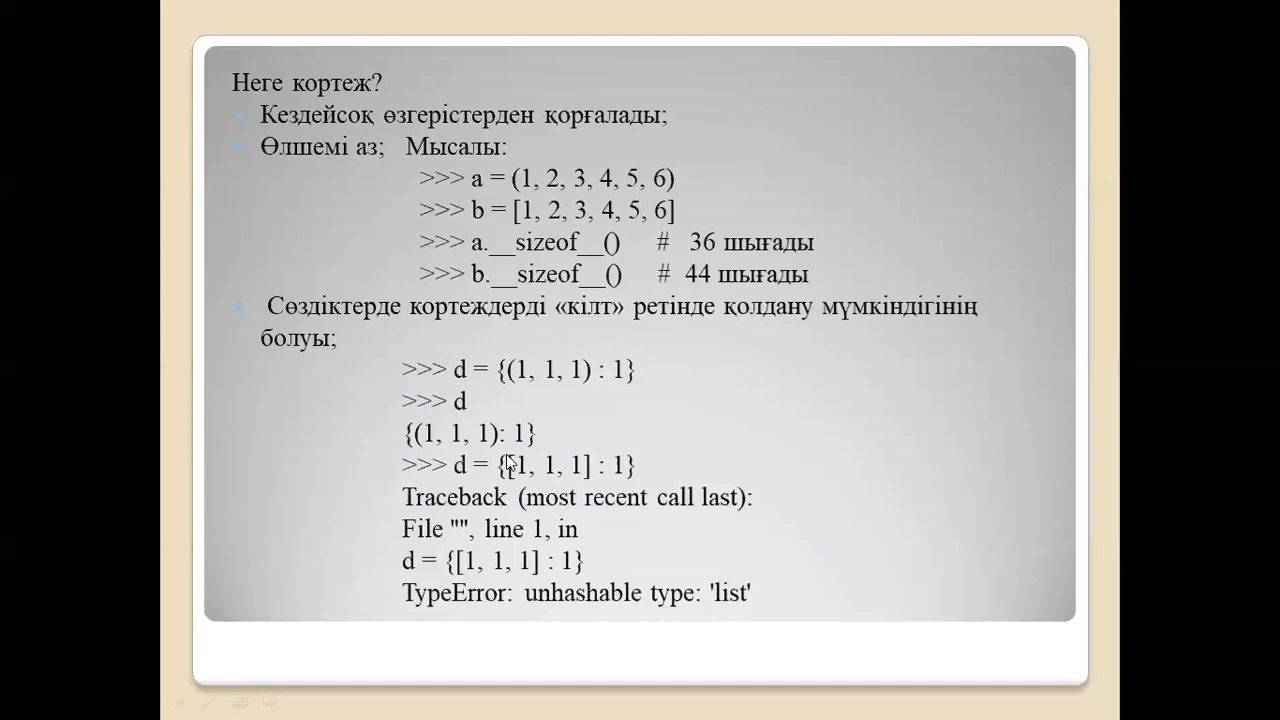 Неге кортеж?
Кездейсоқ өзгерістерден қорғалады;
Өлшемі аз; Мысалы:
>>> a = (1, 2, 3, 4, 5, 6)
>>> b = [1, 2, 3, 4, 5, 6]
>>> a.__sizeof__() # 36 шығады
>>> b.__sizeof__() # 44 шығады
Сөздіктерде кортеждерді «кілт» ретінде қолдану мүмкіндігінің
болуы;
>>> d = {(1, 1, 1) : 1}
>>> d
{(1, 1, 1): 1}
>>> d = {[1, 1, 1] : 1}
Traceback (most recent call last):
File "", line 1, in
d = {[1, 1, 1] : 1}
TypeError: unhashable type: 'list'